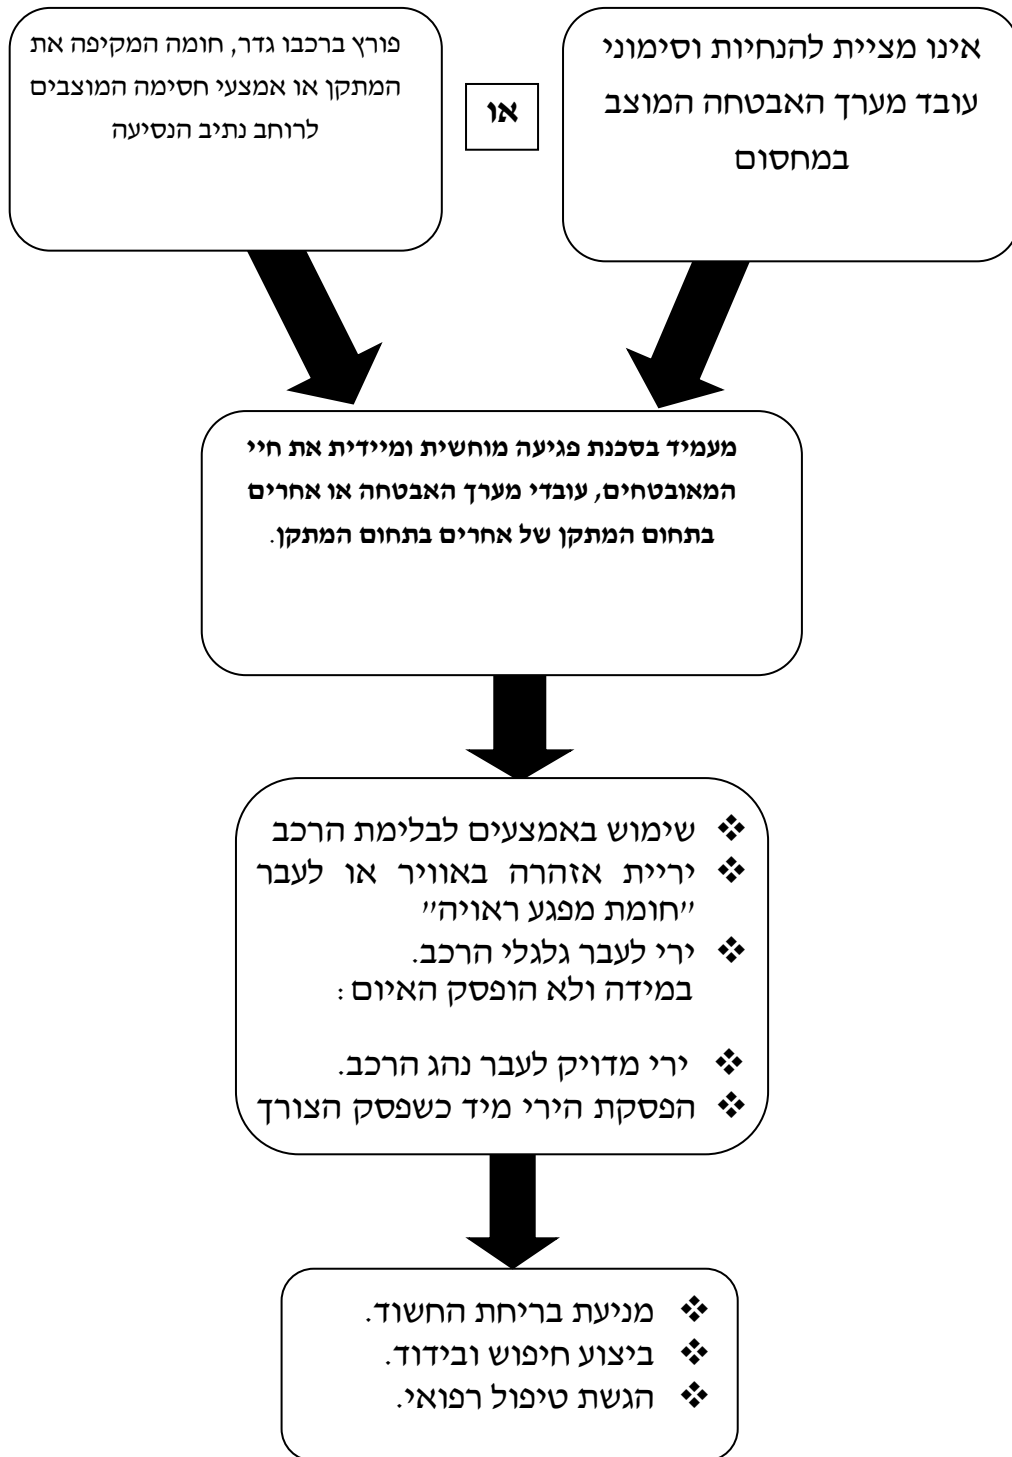 אינו מציית להנחיות וסימוני
עובד מערך האבטחה המוצב
במחסום
או
פורץ ברכבו גדר, חומה המקיפה את
המתקן או אמצעי חסימה המוצבים
לרוחב נתיב הנסיעה
מעמיד בסכנת פגיעה מוחשית ומיידית את חיי
המאובטחים, עובדי מערך האבטחה או אחרים
בתחום המתקן של אחרים בתחום המתקן.
❖ שימוש באמצעים לבלימת הרכב
❖ יריית אזהרה באוויר או לעבר
"חומת מפגע ראויה"
❖ ירי לעבר גלגלי הרכב.
במידה ולא הופסק האיום:
❖ ירי מדויק לעבר נהג הרכב.
❖ הפסקת הירי מיד כשפסק הצורך
❖ מניעת בריחת החשוד.
❖ ביצוע חיפוש ובידוד.
❖ הגשת טיפול רפואי.